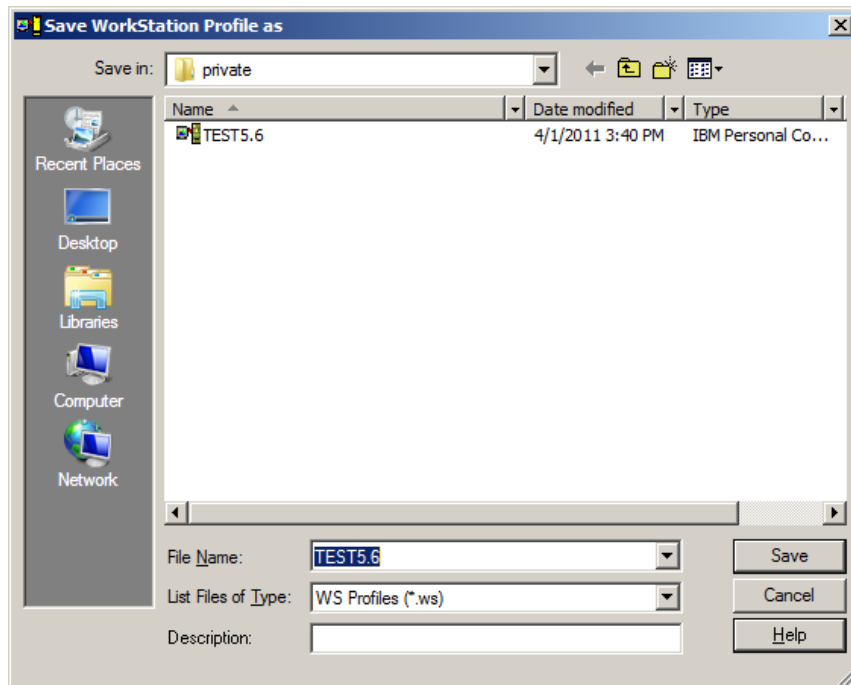 Save WorkStation Profile as
Save in: private
Name Date modified Type
TEST5.6 4/1/2011 3:40 PM IBM Personal Co...
Recent Places
Desktop
Libraries
Computer
Network
File Name: TEST5.6 Save
List Files of Type: WS Profiles (*.ws) Cancel
Description: Help